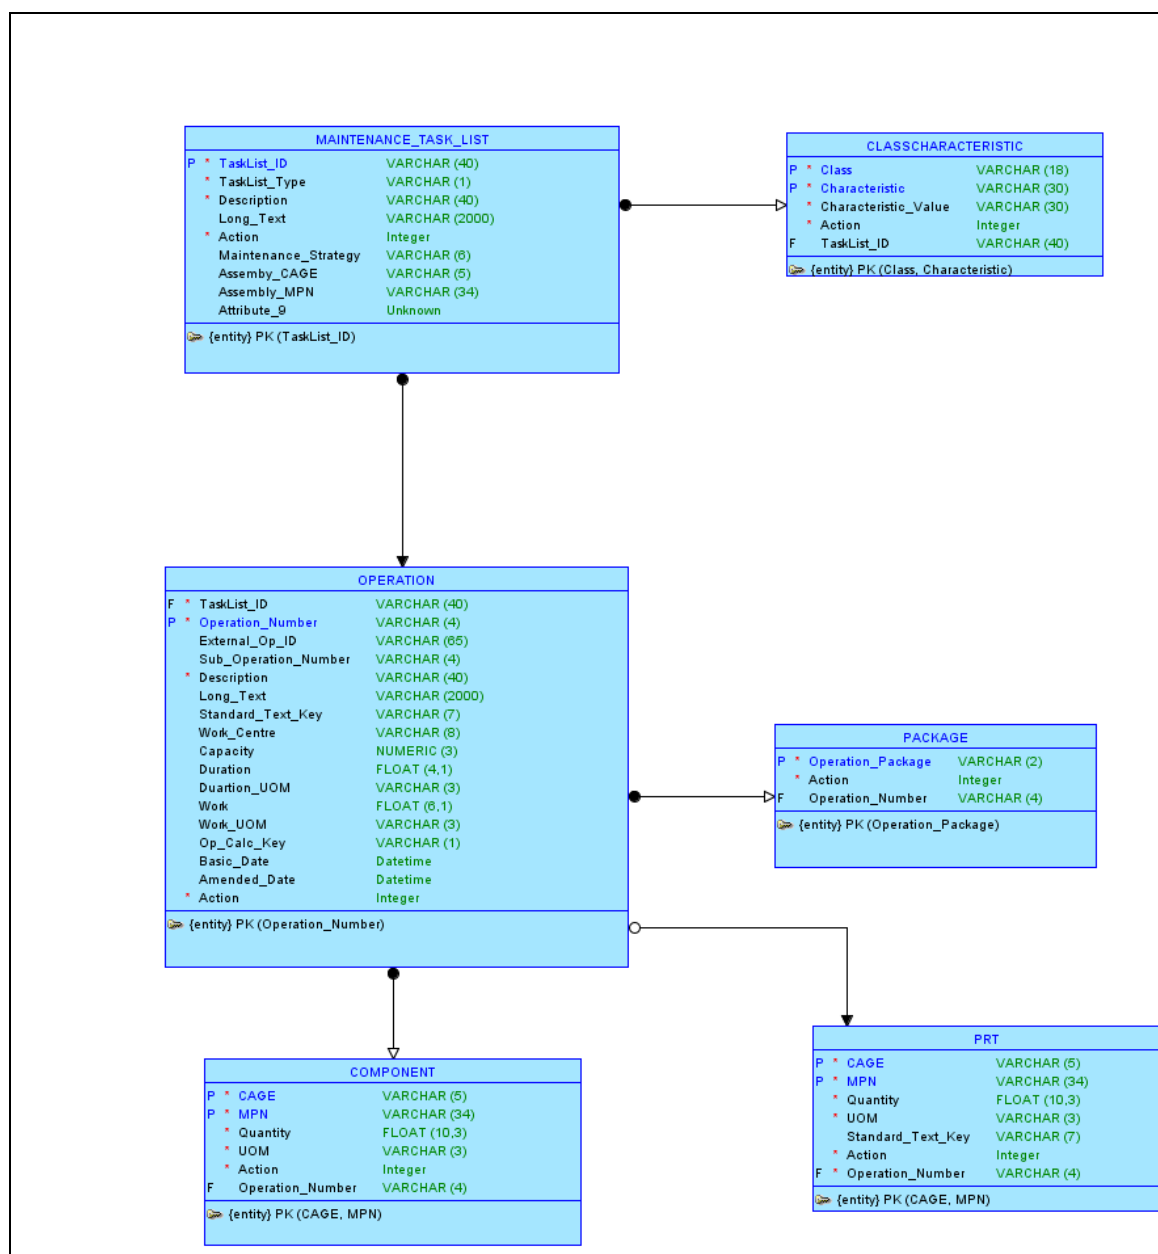 MAINTENANCE_TASK_LIST
P * TaskList_ID VARCHAR (40)
* TaskList_Type VARCHAR (1)
* Description VARCHAR (40)
Long_Text VARCHAR (2000)
* Action Integer
Maintenance_Strategy VARCHAR (6)
Assemby_CAGE VARCHAR (5)
Assembly_MPN VARCHAR (34)
Attribute_9 Unknown
{entity} PK (TaskList_ID)
CLASSCHARACTERISTIC
P * Class VARCHAR (18)
P * Characteristic VARCHAR (30)
* Characteristic_Value VARCHAR (30)
* Action Integer
F TaskList_ID VARCHAR (40)
{entity} PK (Class, Characteristic)
OPERATION
F * TaskList_ID VARCHAR (40)
P * Operation_Number VARCHAR (4)
External_Op_ID VARCHAR (65)
Sub_Operation_Number VARCHAR (4)
* Description VARCHAR (40)
Long_Text VARCHAR (2000)
Standard_Text_Key VARCHAR (7)
Work_Centre VARCHAR (8)
Capacity NUMERIC (3)
Duration FLOAT (4,1)
Duartion_UOM VARCHAR (3)
Work FLOAT (6,1)
Work_UOM VARCHAR (3)
Op_Calc_Key VARCHAR (1)
Basic_Date Datetime
Amended_Date Datetime
* Action Integer
{entity} PK (Operation_Number)
PACKAGE
P * Operation_Package VARCHAR (2)
* Action Integer
F Operation_Number VARCHAR (4)
{entity} PK (Operation_Package)
COMPONENT
P * CAGE VARCHAR (5)
P * MPN VARCHAR (34)
* Quantity FLOAT (10,3)
* UOM VARCHAR (3)
* Action Integer
F Operation_Number VARCHAR (4)
{entity} PK (CAGE, MPN)
PRT
P * CAGE VARCHAR (5)
P * MPN VARCHAR (34)
* Quantity FLOAT (10,3)
* UOM VARCHAR (3)
Standard_Text_Key VARCHAR (7)
* Action Integer
F * Operation_Number VARCHAR (4)
{entity} PK (CAGE, MPN)